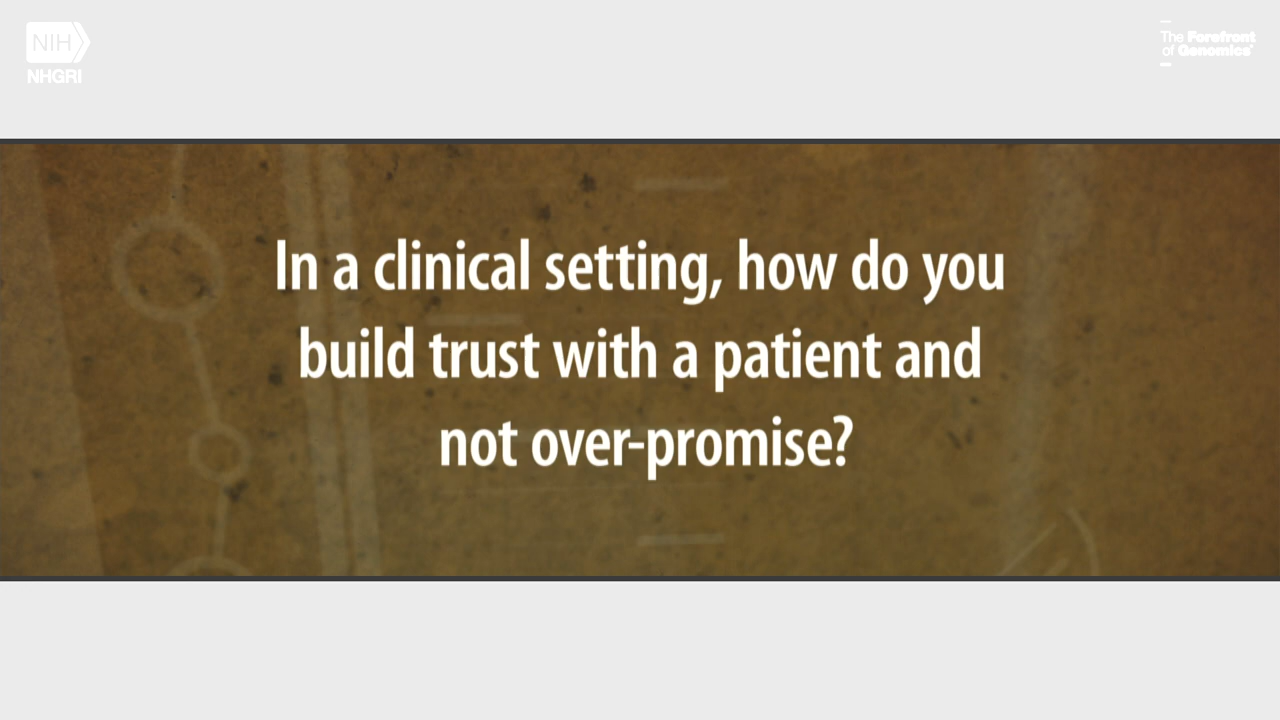 NIH
NHGRI
The Forefront
of Genomics®
In a clinical setting, how do you
build trust with a patient and
not over-promise?